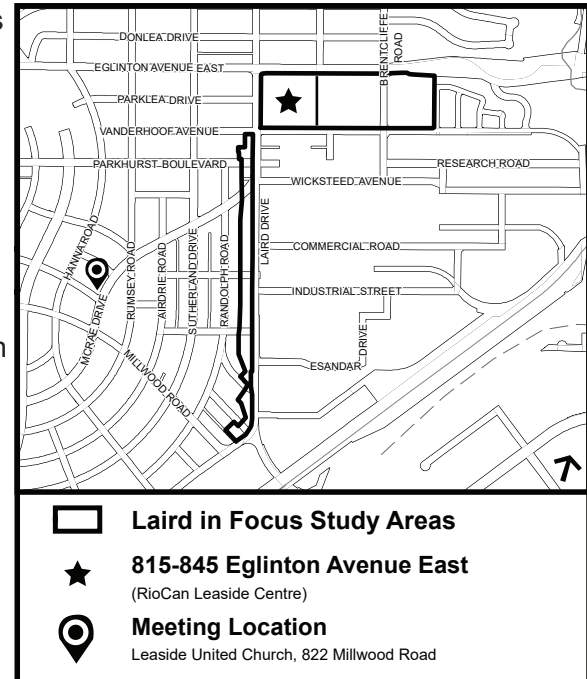 s
DONLEA DRIVE
EGLINTON AVENUE EAST
BRENTCLIFFE
ROAD
PARKLEA DRIVE
VANDERHOOF AVENUE
PARKHURST BOULEVARD
RESEARCH ROAD
WICKSTEED AVENUE
HANNA ROAD
RUMSEY ROAD
AIRDRIE ROAD
SUTHERLAND DRIVE
RANDOLPH ROAD
LAIRD DRIVE
COMMERCIAL ROAD
INDUSTRIAL STREET
MCRAE DRIVE
n
MILLWOOD ROAD
ESANDAR
DRIVE
Laird in Focus Study Areas
815-845 Eglinton Avenue East
(RioCan Leaside Centre)
Meeting Location
Leaside United Church, 822 Millwood Road